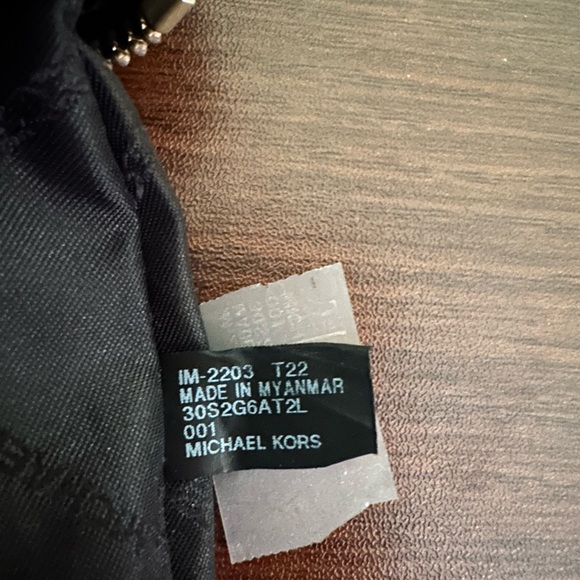 IM-2203 T22
MADE IN MYANMAR
30S2G6AT2L
001
MICHAEL KORS